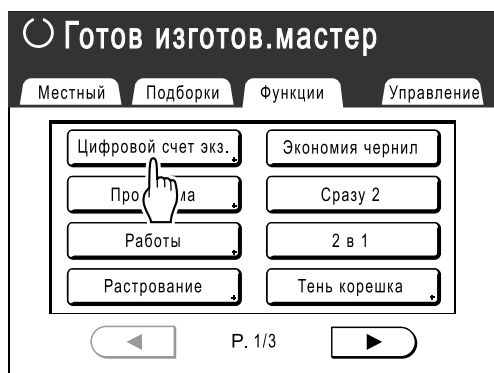 Готов изготов.мастер
Местный Подборки Функции Управление
Цифровой счет экз. Экономия чернил
Сразу 2
Работы 2 в 1
Растрование Тень корешка
P. 1/3